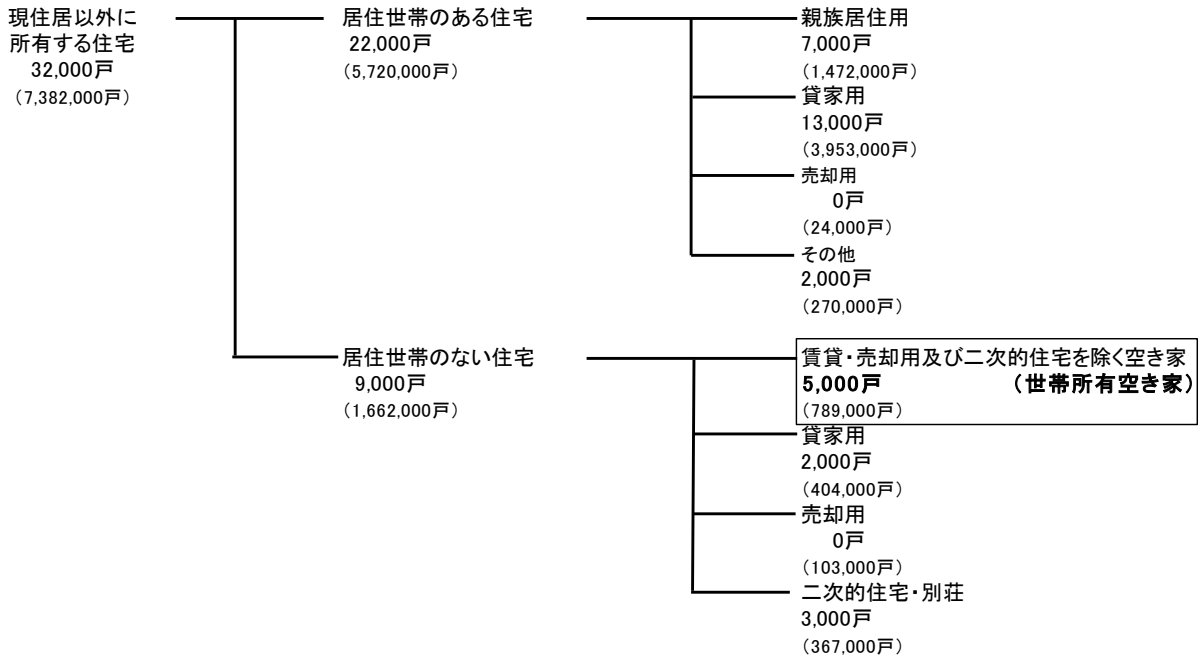 現住居以外に
所有する住宅
32,000戸
（7,382,000戸）
居住世帯のある住宅
22,000戸
（5,720,000戸）
親族居住用
7,000戸
（1,472,000戸）
貸家用
13,000戸
（3,953,000戸）
売却用
0戸
（24,000戸）
その他
2,000戸
（270,000戸）
居住世帯のない住宅
9,000戸
（1,662,000戸）
賃貸・売却用及び二次的住宅を除く空き家
5,000戸 （世帯所有空き家）
（789,000戸）
貸家用
2,000戸
（404,000戸）
売却用
0戸
（103,000戸）
二次的住宅・別荘
3,000戸
（367,000戸）